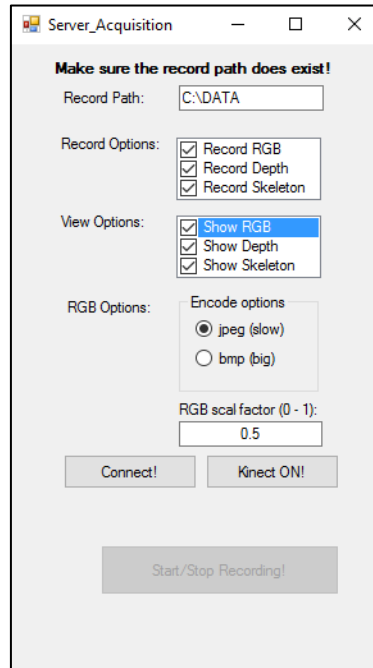 Server_Acquisition
Make sure the record path does exist!
Record Path: C:\DATA
Record Options:
Record RGB
Record Depth
Record Skeleton
View Options:
Show RGB
Show Depth
Show Skeleton
RGB Options:
Encode options
jpeg (slow)
bmp (big)
RGB scal factor (0 - 1):
0.5
Connect! Kinect ON!
Start/Stop Recording!